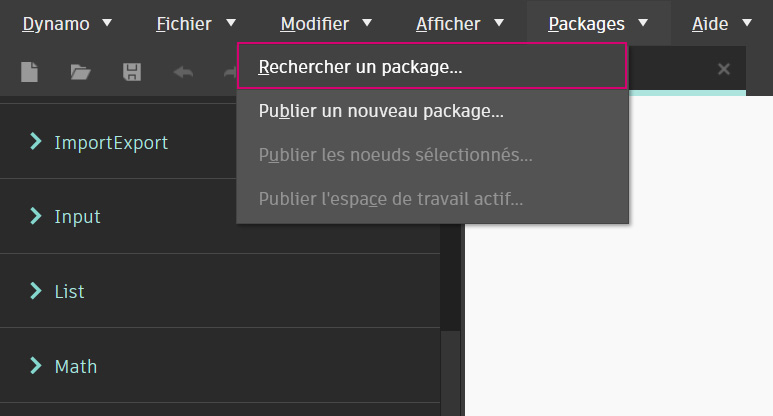 Dynamo Fichier Modifier Afficher Packages Aide
Rechercher un package...
Publier un nouveau package...
Publier les noeuds sélectionnés...
Publier l'espace de travail actif...
ImportExport
Input
List
Math